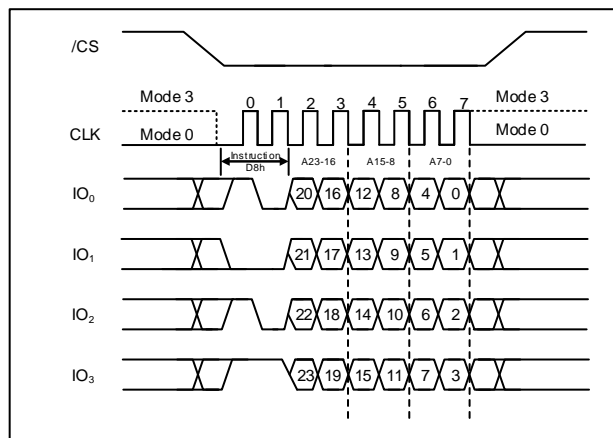 /CS
Mode 3 0 1 2 3 4 5 6 7 Mode 3
CLK Mode 0 Mode 0
Instruction
D8h A23-16 A15-8 A7-0
IO0 20 16 12 8 4 0
IO1 21 17 13 9 5 1
IO2 22 18 14 10 6 2
IO3 23 19 15 11 7 3